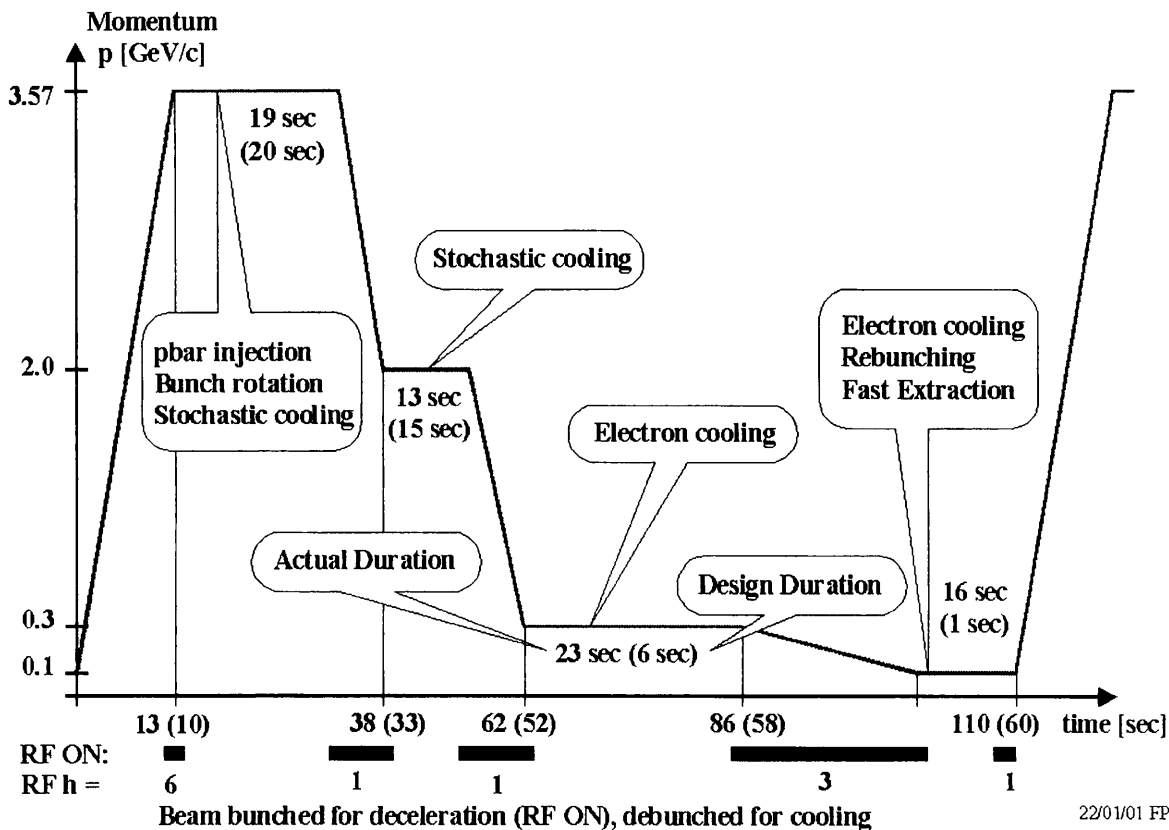 Momentum
p [GeV/c]
3.57
19 sec
(20 sec)
Stochastic cooling
pbar injection
Bunch rotation
Stochastic cooling
Electron cooling
Rebunching
Fast Extraction
2.0
13 sec
(15 sec)
Electron cooling
Actual Duration
Design Duration
16 sec
(1 sec)
0.3
23 sec (6 sec)
0.1
13 (10) 38 (33) 62 (52) 86 (58) 110 (60) time [sec]
RF ON:
RF h = 6 1 1 3 1
Beam bunched for deceleration (RF ON), debunched for cooling
22/01/01 FP